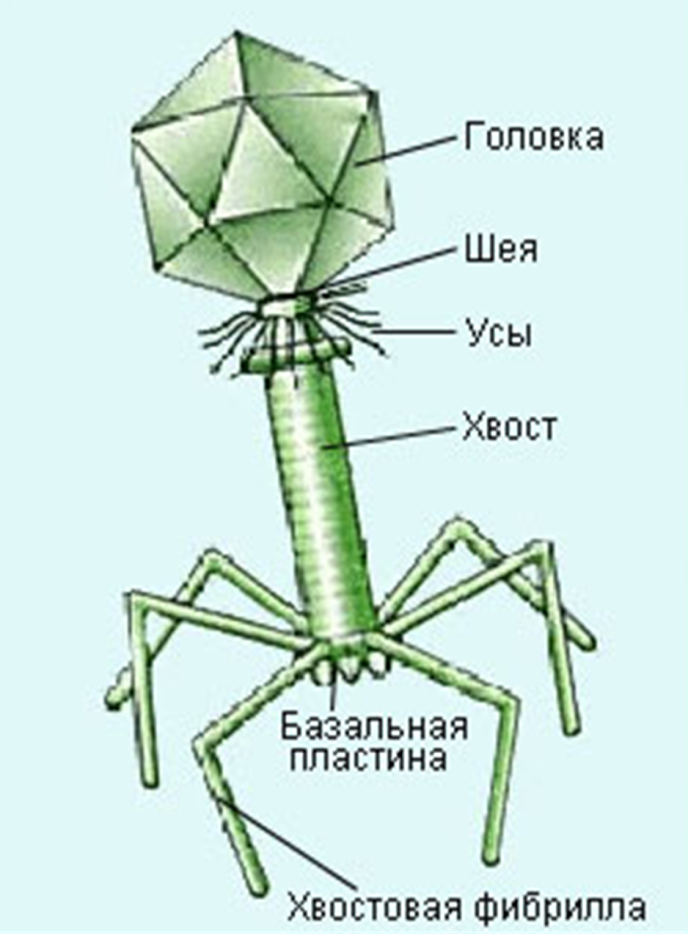 Головка
Шея
Усы
Хвост
Базальная
пластина
Хвостовая фибрилла